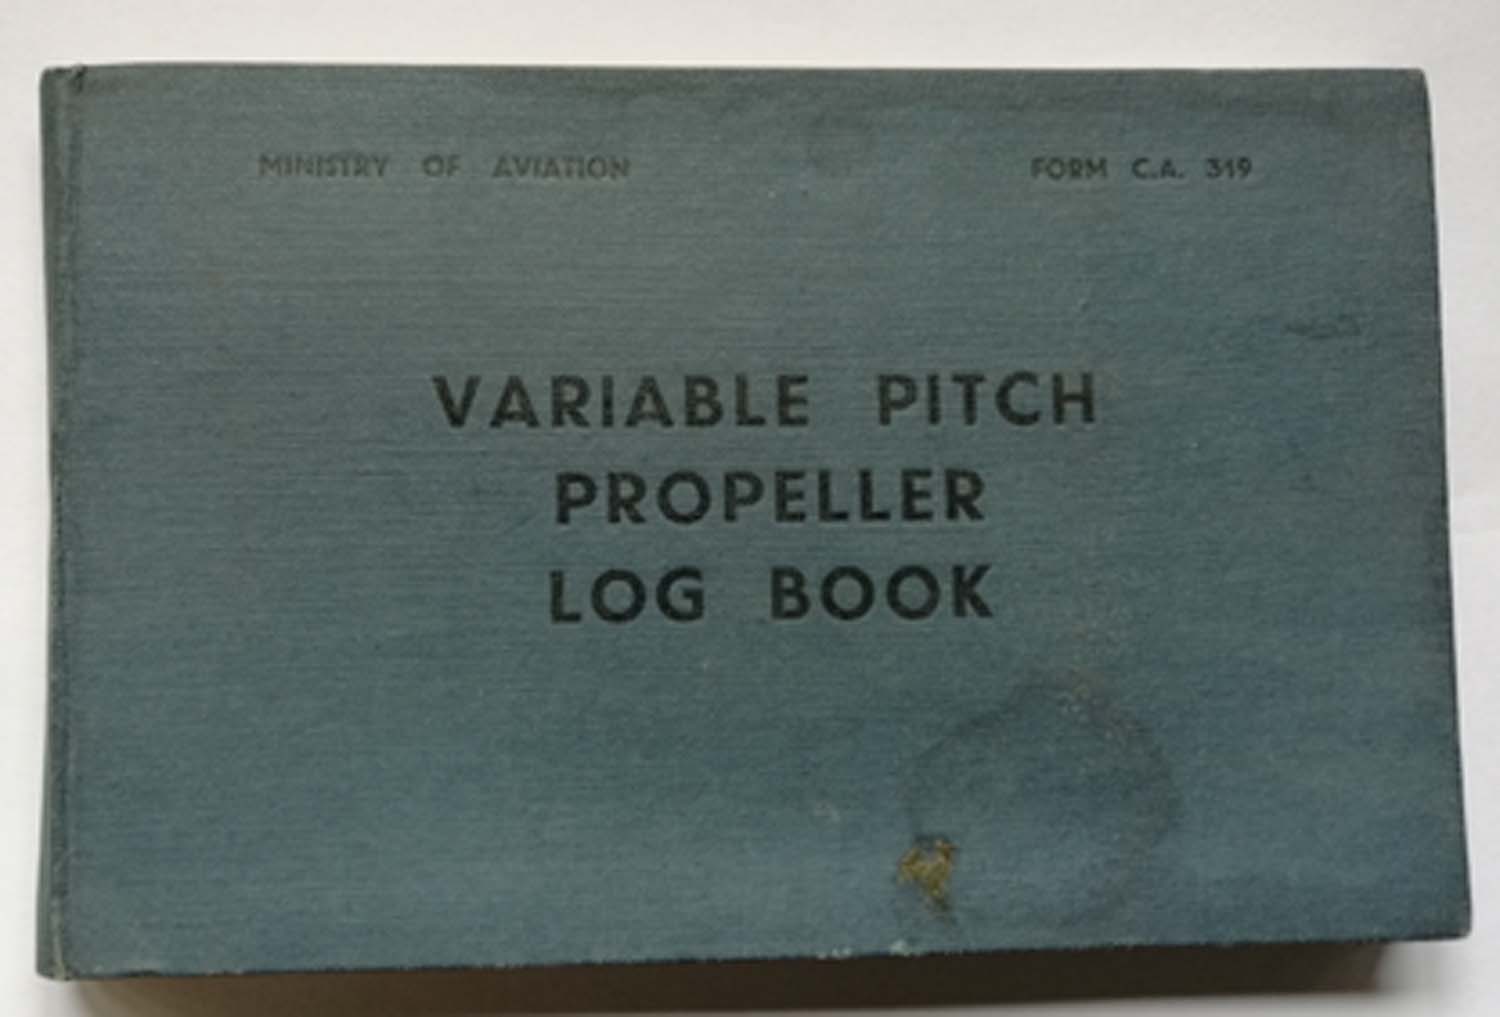 MINISTRY OF AVIATION FORM C.A. 319
VARIABLE PITCH
PROPELLER
LOG BOOK